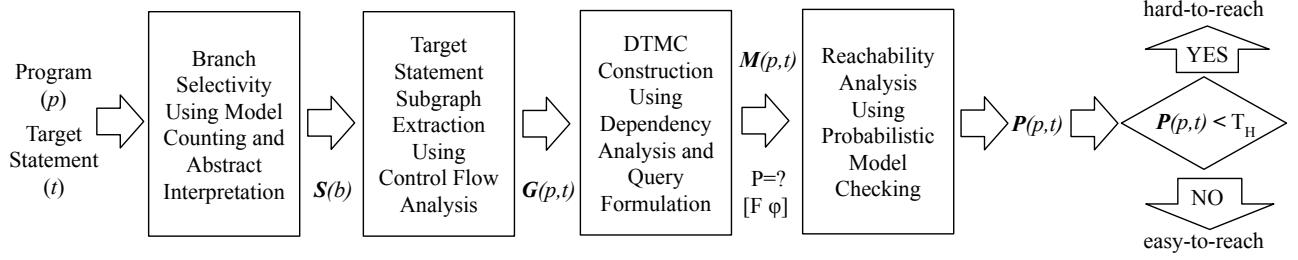 Program
(p)
Target
Statement
(t)
Branch
Selectivity
Using Model
Counting and
Abstract
Interpretation
S(b)
Target
Statement
Subgraph
Extraction
Using
Control Flow
Analysis
G(p,t)
DTMC
Construction
Using
Dependency
Analysis and
Query
Formulation
M(p,t)
P=?
[F φ]
Reachability
Analysis
Using
Probabilistic
Model
Checking
P(p,t)
hard-to-reach
YES
P(p,t) < T_H
NO
easy-to-reach